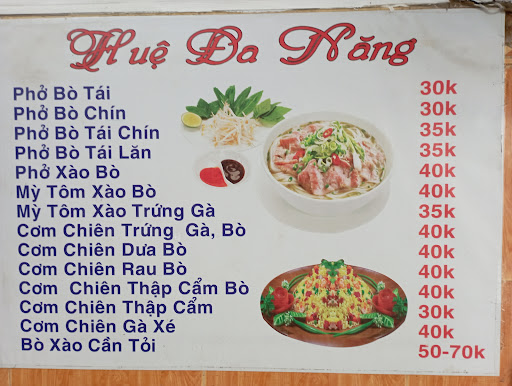 Huệ Đa Năng
Phở Bò Tái 30k
Phở Bò Chín 30k
Phở Bò Tái Chín 35k
Phở Bò Tái Lăn 35k
Phở Xào Bò 40k
Mỳ Tôm Xào Bò 40k
Mỳ Tôm Xào Trứng Gà 35k
Cơm Chiên Trứng Gà, Bò 40k
Cơm Chiên Dưa Bò 40k
Cơm Chiên Rau Bò 40k
Cơm Chiên Thập Cẩm Bò 40k
Cơm Chiên Thập Cẩm 30k
Cơm Chiên Gà Xé 40k
Bò Xào Cần Tỏi 50-70k